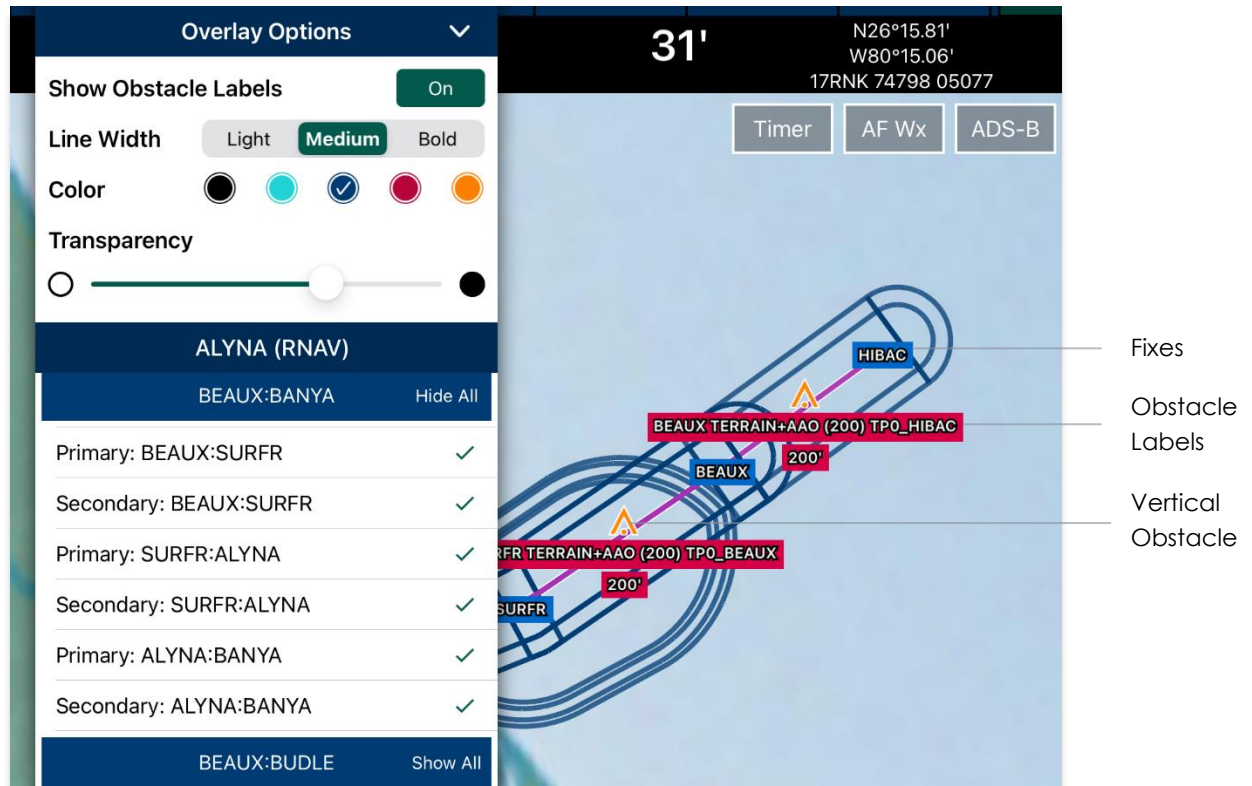 Overlay Options
31'
N26°15.81'
W80°15.06'
17RNK 74798 05077
Show Obstacle Labels On
Line Width Light Medium Bold
Color
Transparency
Timer AF Wx ADS-B
ALYNA (RNAV)
BEAUX:BANYA Hide All
Primary: BEAUX:SURFR
Secondary: BEAUX:SURFR
Primary: SURFR:ALYNA
Secondary: SURFR:ALYNA
Primary: ALYNA:BANYA
Secondary: ALYNA:BANYA
BEAUX:BUDLE Show All
HIBAC
BEAUX TERRAIN+AAO (200) TP0_HIBAC
200'
BEAUX
TERRAIN+AAO (200) TP0_BEAUX
200'
SURFR
Fixes
Obstacle
Labels
Vertical
Obstacle